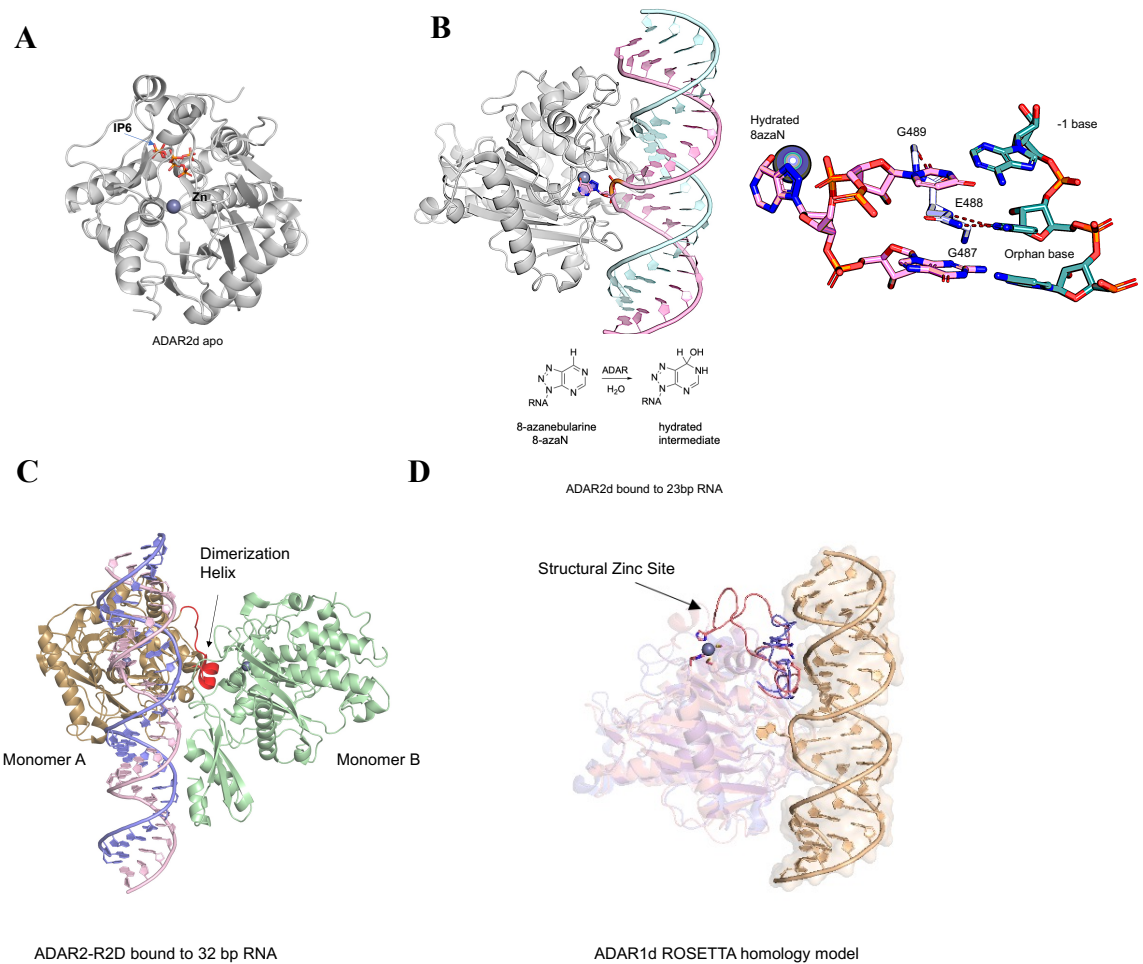 A
IP6
Zn
ADAR2d apo
B
Hydrated
8azaN
G489
-1 base
E488
G487
Orphan base
H
N
N
N
N
N
RNA
ADAR
H₂O
H OH
N
N
N
NH
N
RNA
8-azanebularine
8-azaN
hydrated
intermediate
ADAR2d bound to 23bp RNA
C
Dimerization
Helix
Monomer A
Monomer B
ADAR2-R2D bound to 32 bp RNA
D
Structural Zinc Site
ADAR1d ROSETTA homology model